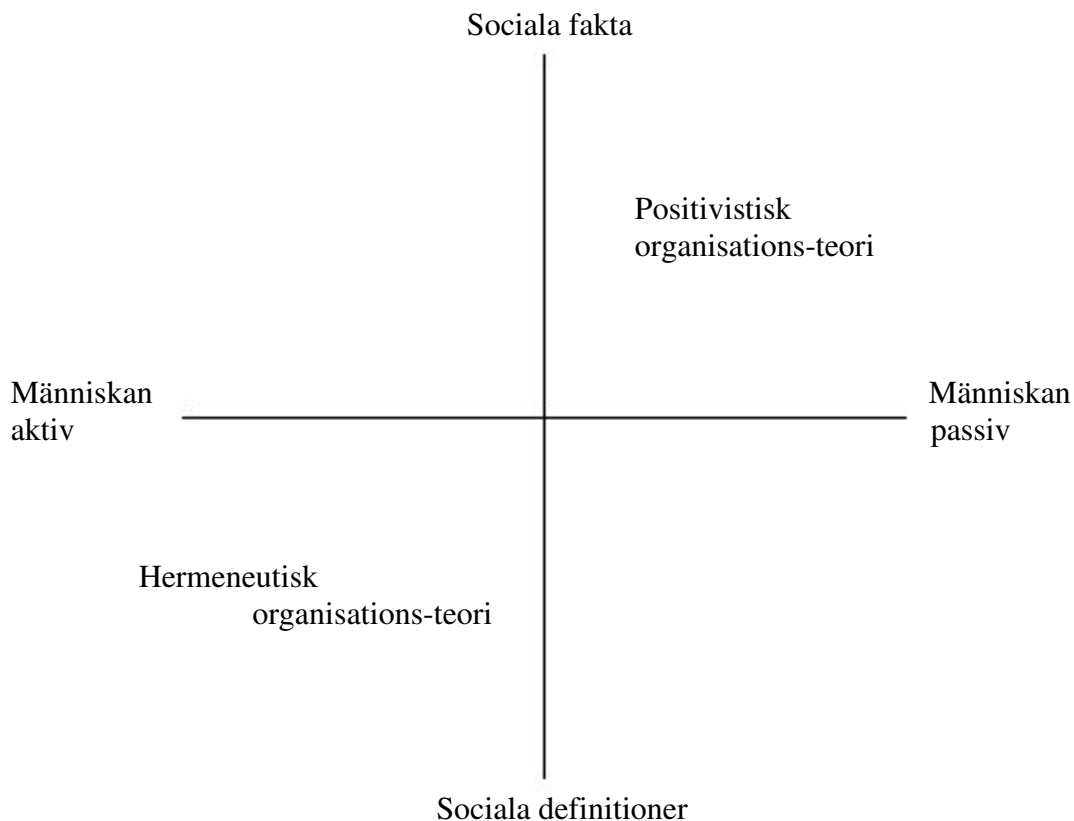 Sociala fakta
Positivistisk
organisations-teori
Människan
aktiv
Människan
passiv
Hermeneutisk
organisations-teori
Sociala definitioner